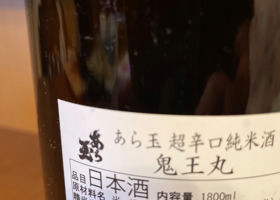 あら玉
あら玉 超辛口純米酒
鬼王丸
品目 日本酒 内容量 1800ml
原材料名 米